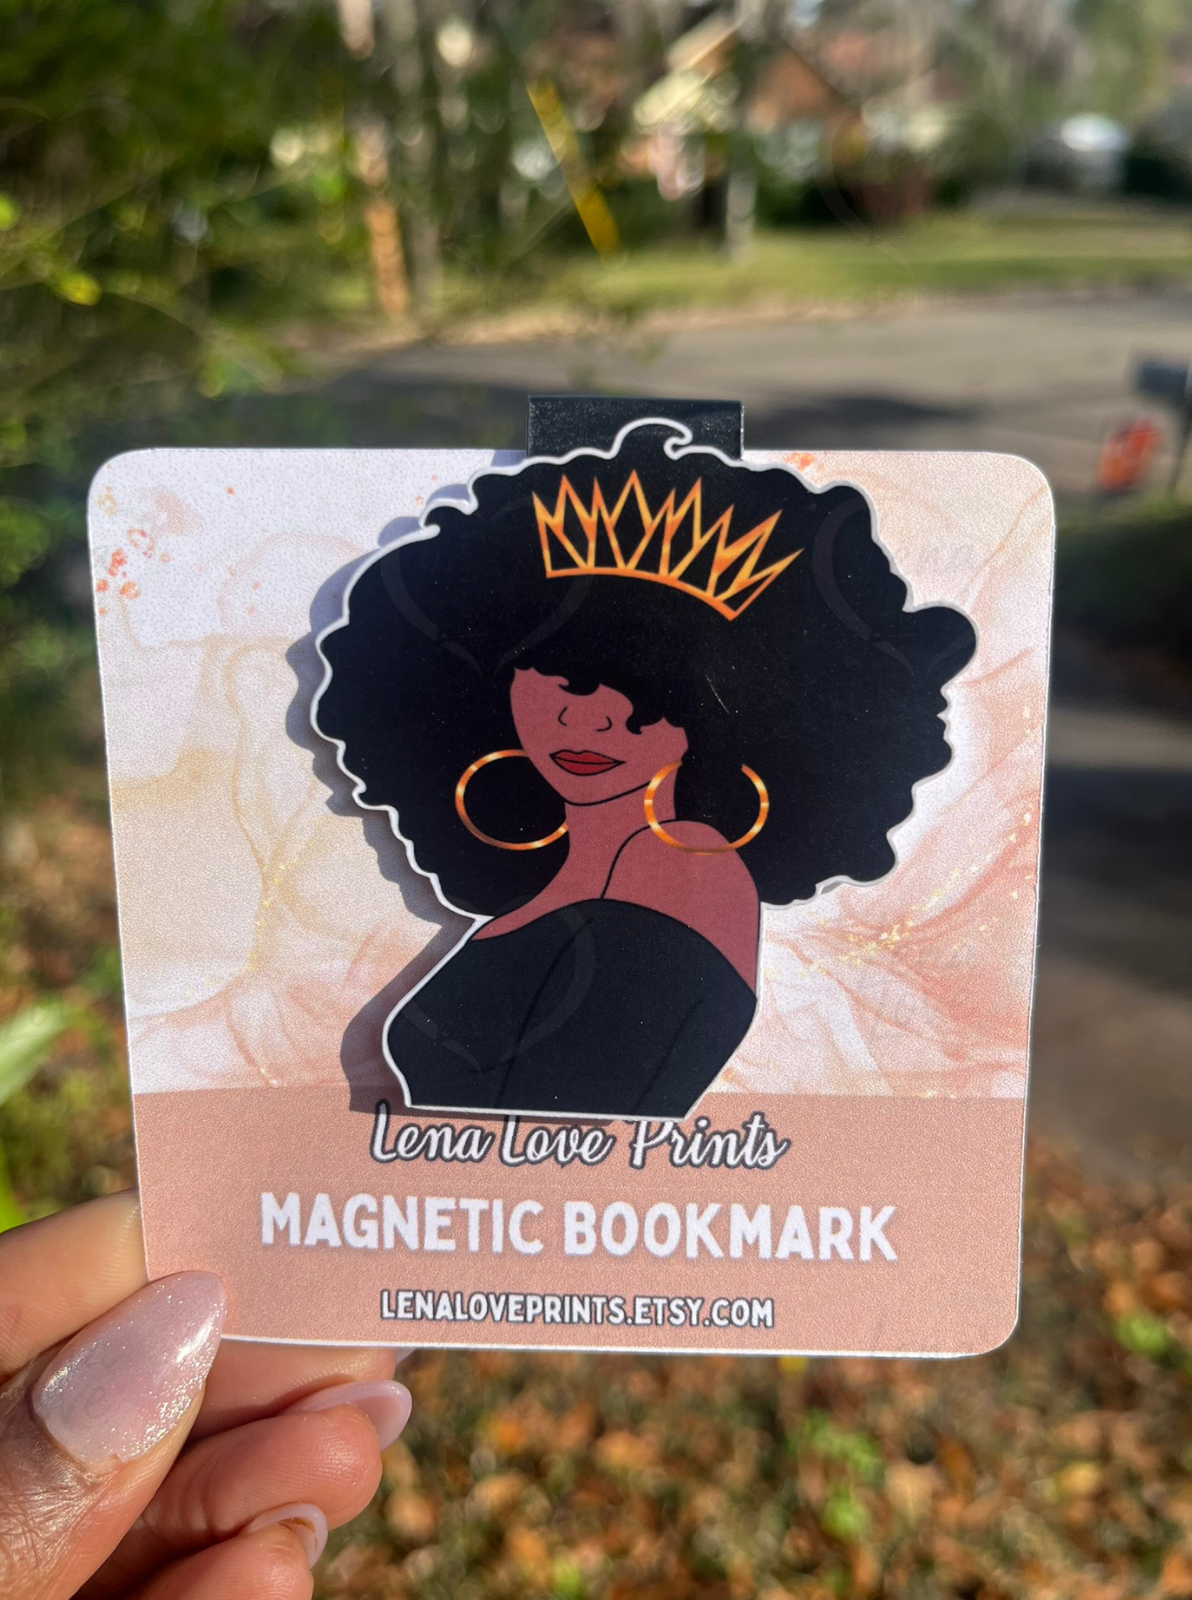 Lena Love Prints
MAGNETIC BOOKMARK
LENALOVEPRINTS.ETSY.COM